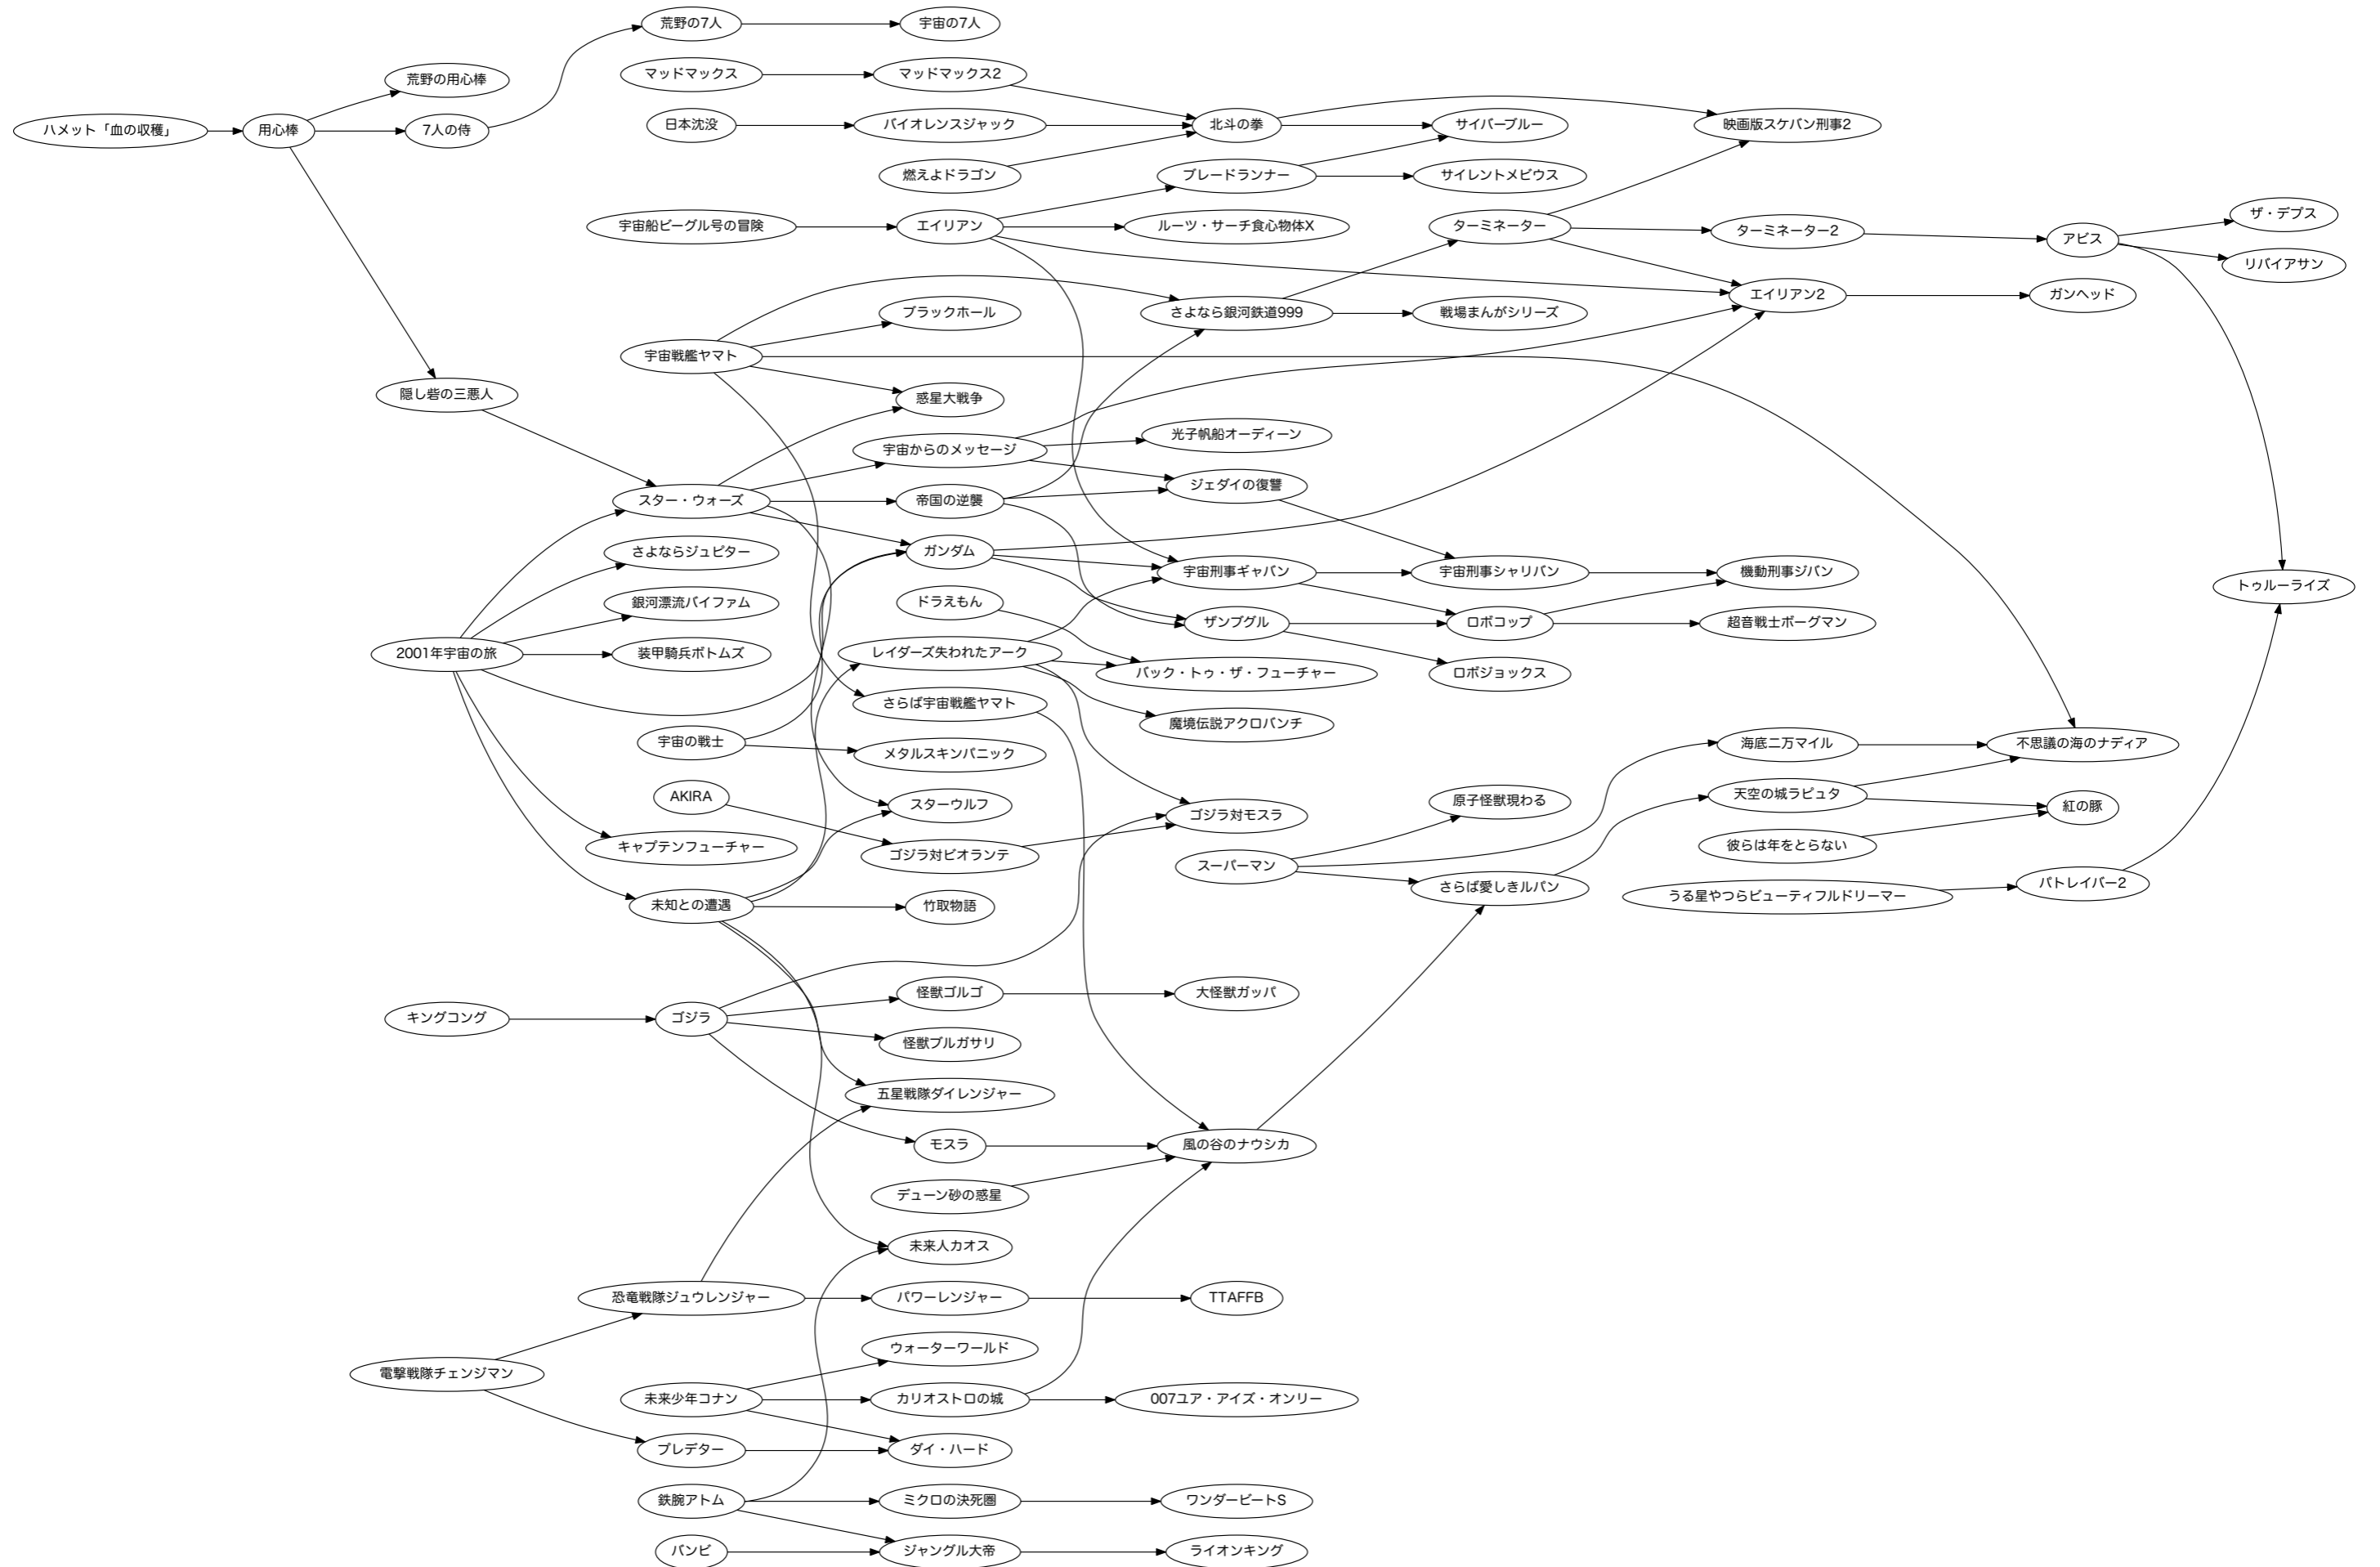 荒野の7人
宇宙の7人
荒野の用心棒
マッドマックス
マッドマックス2
ハメット「血の収穫」
用心棒
7人の侍
日本沈没
バイオレンスジャック
北斗の拳
サイバーブルー
映画版スケバン刑事2
燃えよドラゴン
ブレードランナー
サイレントメビウス
宇宙船ビーグル号の冒険
エイリアン
ルーツ・サーチ食心物体X
ターミネーター
ターミネーター2
アビス
ザ・デプス
リバイアサン
ブラックホール
さよなら銀河鉄道999
戦場まんがシリーズ
エイリアン2
ガンヘッド
宇宙戦艦ヤマト
隠し砦の三悪人
惑星大戦争
宇宙からのメッセージ
光子帆船オーディーン
スター・ウォーズ
帝国の逆襲
ジェダイの復讐
さよならジュピター
ガンダム
宇宙刑事ギャバン
宇宙刑事シャリバン
機動刑事ジバン
トゥルーライズ
銀河漂流バイファム
ドラえもん
ザンブグル
ロボコップ
超音戦士ボーグマン
2001年宇宙の旅
装甲騎兵ボトムズ
レイダーズ失われたアーク
バック・トゥ・ザ・フューチャー
ロボジョックス
さらば宇宙戦艦ヤマト
魔境伝説アクロバンチ
宇宙の戦士
メタルスキンパニック
海底二万マイル
不思議の海のナディア
AKIRA
スターウルフ
ゴジラ対モスラ
原子怪獣現わる
天空の城ラピュタ
紅の豚
キャプテンフューチャー
ゴジラ対ビオランテ
スーパーマン
彼らは年をとらない
未知との遭遇
竹取物語
さらば愛しきルパン
うる星やつらビューティフルドリーマー
パトレイバー2
キングコング
ゴジラ
怪獣ゴルゴ
大怪獣ガッパ
怪獣プルガサリ
五星戦隊ダイレンジャー
モスラ
風の谷のナウシカ
デューン砂の惑星
未来人カオス
恐竜戦隊ジュウレンジャー
パワーレンジャー
TTAFFB
電撃戦隊チェンジマン
ウォーターワールド
未来少年コナン
カリオストロの城
007ユア・アイズ・オンリー
プレデター
ダイ・ハード
鉄腕アトム
ミクロの決死圏
ワンダービートS
バンビ
ジャングル大帝
ライオンキング